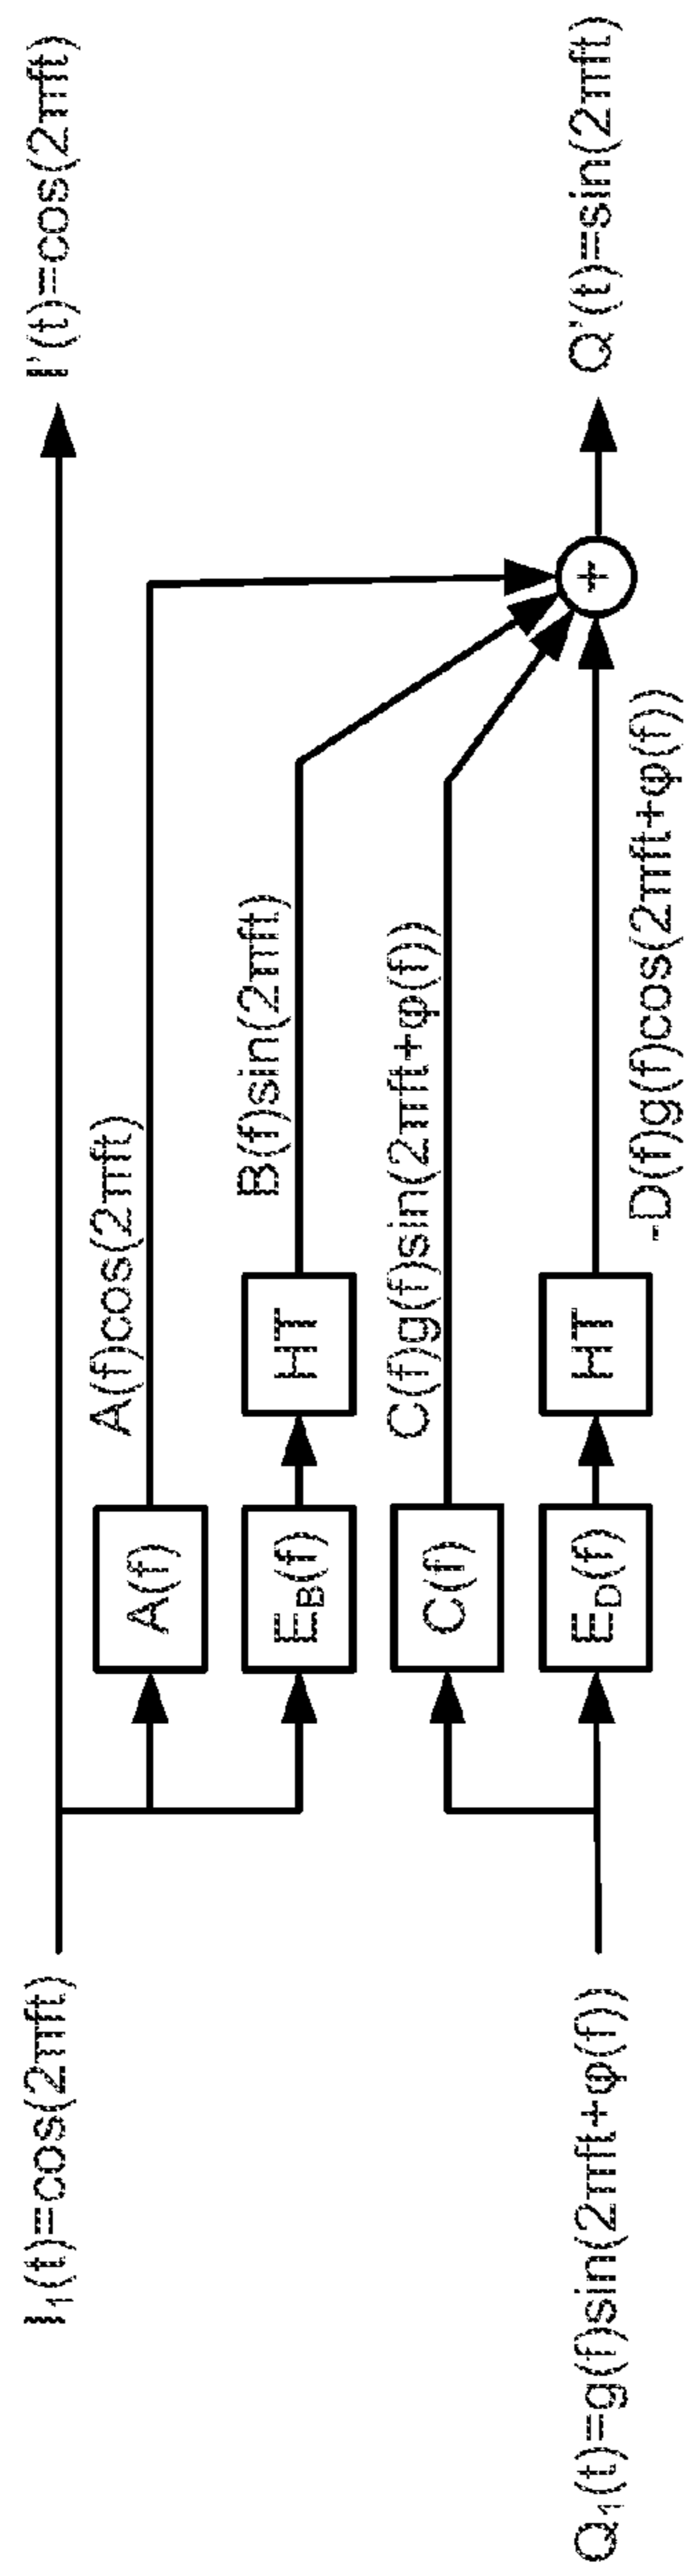 I₁(t)=cos(2πft)
I'(t)=cos(2πft)
A(f)
A(f)cos(2πft)
E_B(f)
HT
B(f)sin(2πft)
C(f)
C(f)g(f)sin(2πft+φ(f))
Q₁(t)=g(f)sin(2πft+φ(f))
E_D(f)
HT
-D(f)g(f)cos(2πft+φ(f))
+
Q'(t)=sin(2πft)